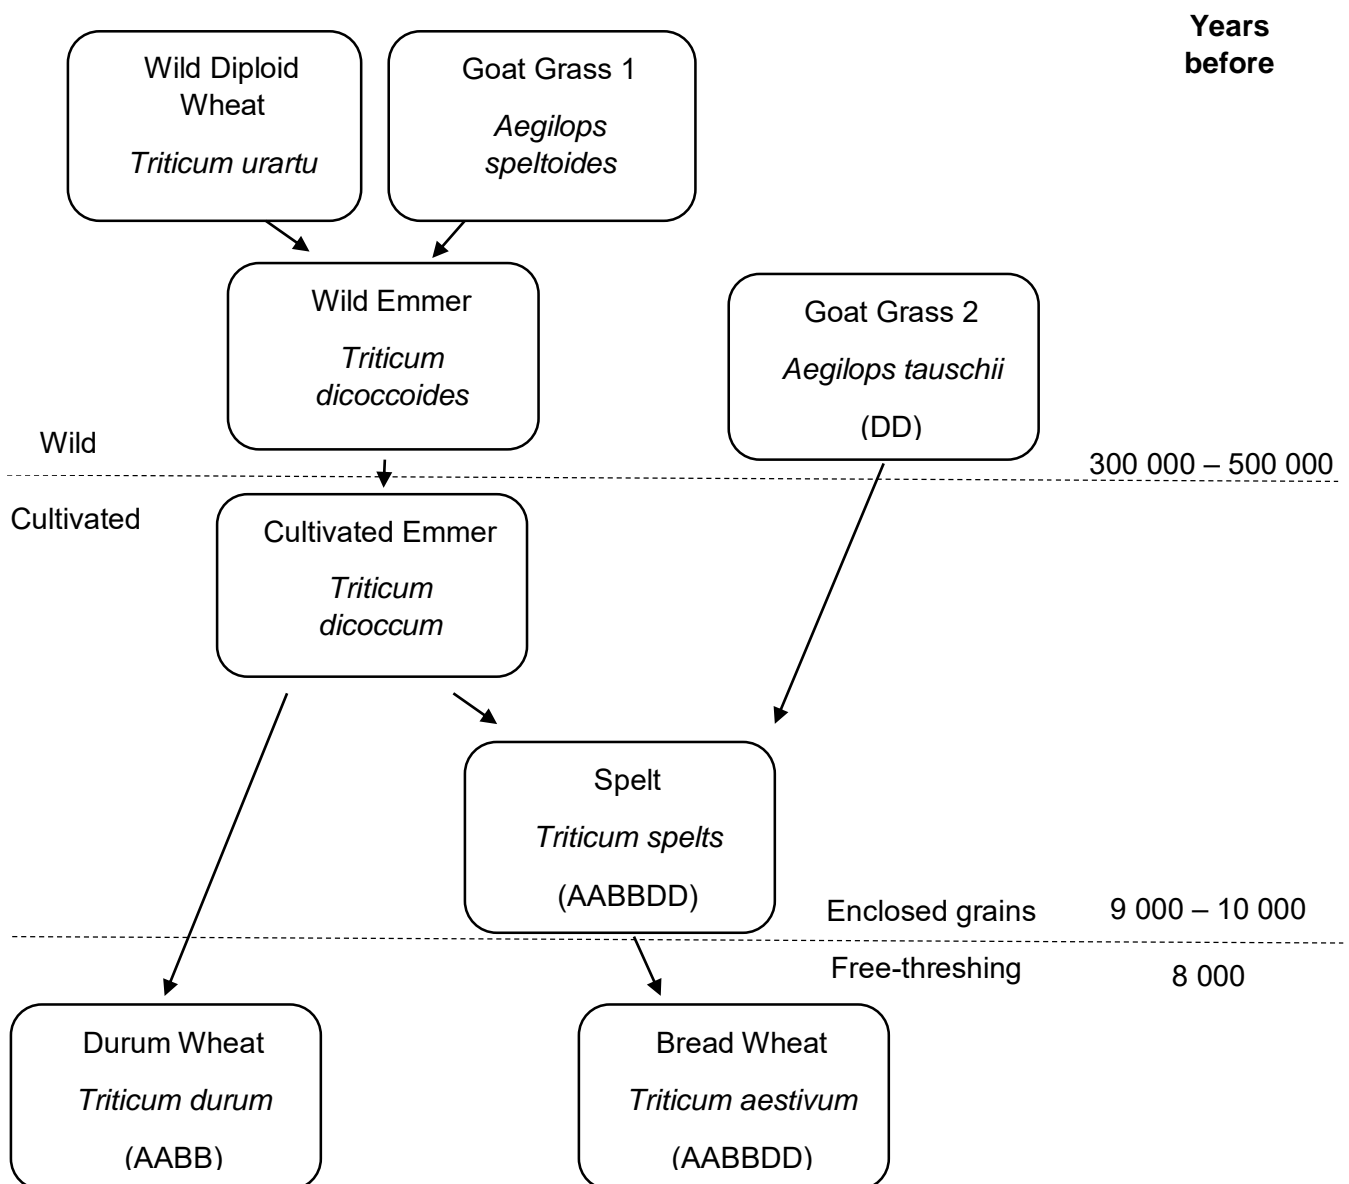 Years
before
Wild Diploid
Wheat
Triticum urartu
Goat Grass 1
Aegilops
speltoides
Wild Emmer
Triticum
dicoccoides
Goat Grass 2
Aegilops tauschii
(DD)
Wild
300 000 – 500 000
Cultivated
Cultivated Emmer
Triticum
dicoccum
Spelt
Triticum spelts
(AABBDD)
Enclosed grains
9 000 – 10 000
Free-threshing
8 000
Durum Wheat
Triticum durum
(AABB)
Bread Wheat
Triticum aestivum
(AABBDD)